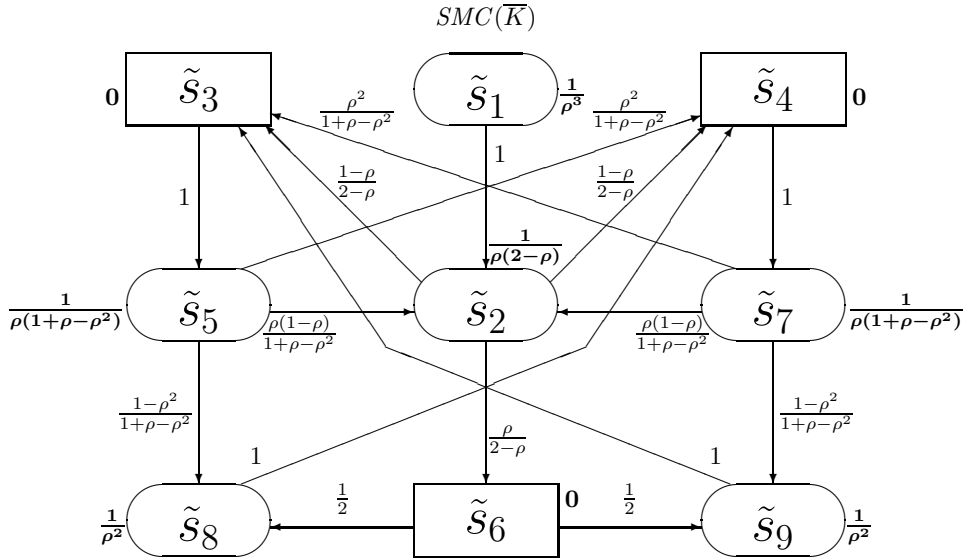 SMC(K̅)
0 s̃₃ s̃₁ 1/ρ³ s̃₄ 0
ρ²/(1+ρ−ρ²) ρ²/(1+ρ−ρ²)
1 (1−ρ)/(2−ρ) 1 (1−ρ)/(2−ρ) 1
1/(ρ(2−ρ))
1/(ρ(1+ρ−ρ²)) s̃₅ s̃₂ s̃₇ 1/(ρ(1+ρ−ρ²))
ρ(1−ρ)/(1+ρ−ρ²) ρ(1−ρ)/(1+ρ−ρ²)
(1−ρ²)/(1+ρ−ρ²) (1−ρ²)/(1+ρ−ρ²)
1 ρ/(2−ρ) 1
1/ρ² s̃₈ 1/2 s̃₆ 0 1/2 s̃₉ 1/ρ²